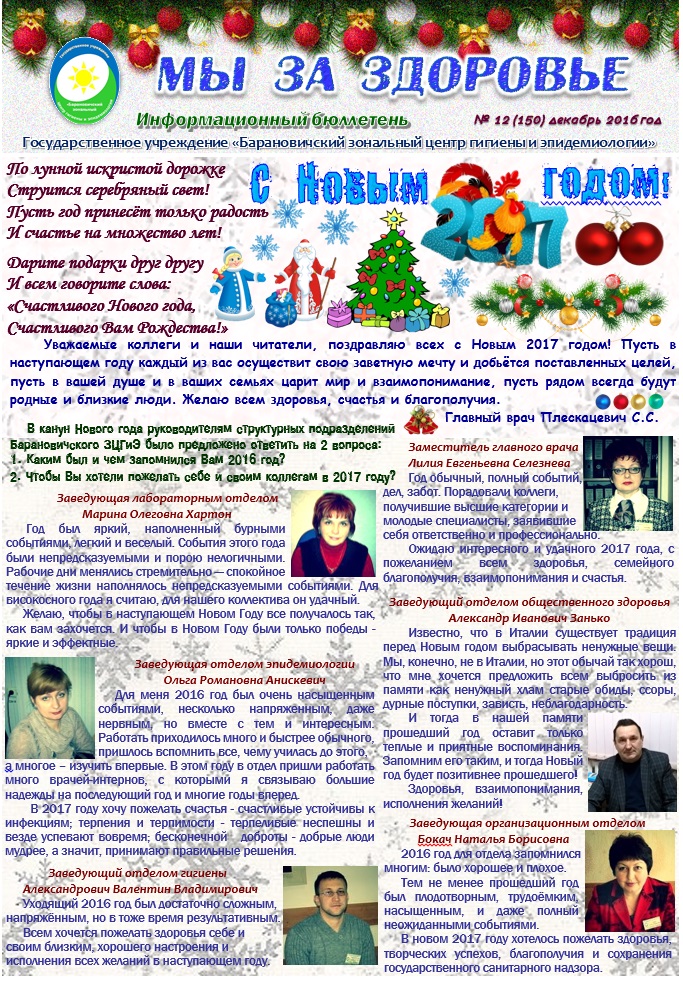 МЫ ЗА ЗДОРОВЬЕ
Информационный бюллетень
№ 12 (150) декабрь 2016 год
Государственное учреждение «Барановичский зональный центр гигиены и эпидемиологии»
По лунной искристой дорожке
Струится серебряный свет!
Пусть год принесёт только радость
И счастье на множество лет!
Дарите подарки друг другу
И всем говорите слова:
«Счастливого Нового года,
Счастливого Вам Рождества!»
С Новым годом!
2017
Уважаемые коллеги и наши читатели, поздравляю всех с Новым 2017 годом! Пусть в
наступающем году каждый из вас осуществит свою заветную мечту и добьётся поставленных целей,
пусть в вашей душе и в ваших семьях царит мир и взаимопонимание, пусть рядом всегда будут
родные и близкие люди. Желаю всем здоровья, счастья и благополучия.
Главный врач Плескацевич С.С.
В канун Нового года руководителям структурных подразделений
Барановичского ЗЦГиЭ было предложено ответить на 2 вопроса:
1. Каким был и чем запомнился Вам 2016 год?
2. Чтобы Вы хотели пожелать себе и своим коллегам в 2017 году?
Заведующая лабораторным отделом
Марина Олеговна Хартон
Год был яркий, наполненный бурными
событиями, легкий и веселый. События этого года
были непредсказуемыми и порою нелогичными.
Рабочие дни менялись стремительно – спокойное
течение жизни наполнялось непредсказуемыми событиями. Для
високосного года я считаю, для нашего коллектива он удачный.
Желаю, чтобы в наступающем Новом Году все получалось так,
как вам захочется. И чтобы в Новом Году были только победы -
яркие и эффектные.
Заведующая отделом эпидемиологии
Ольга Романовна Анискевич
Для меня 2016 год был очень насыщенным
событиями, несколько напряжённым, даже
нервным, но вместе с тем и интересным.
Работать приходилось много и быстрее обычного,
пришлось вспомнить все, чему училась до этого,
а многое – изучить впервые. В этом году в отдел пришли работать
много врачей-интернов, с которыми я связываю большие
надежды на последующий год и многие годы вперед.
В 2017 году хочу пожелать счастья - счастливые устойчивы к
инфекциям; терпения и терпимости - терпеливые неспешны и
везде успевают вовремя; бесконечной доброты - добрые люди
мудрее, а значит, принимают правильные решения.
Заведующий отделом гигиены
Александрович Валентин Владимирович
Уходящий 2016 год был достаточно сложным,
напряжённым, но в тоже время результативным.
Всем хочется пожелать здоровья себе и
своим близким, хорошего настроения и
исполнения всех желаний в наступающем году.
Заместитель главного врача
Лилия Евгеньевна Селезнева
Год обычный, полный событий,
дел, забот. Порадовали коллеги,
получившие высшие категории и
молодые специалисты, заявившие
себя ответственно и профессионально.
Ожидаю интересного и удачного 2017 года, с
пожеланием всем здоровья, семейного
благополучия, взаимопонимания и счастья.
Заведующий отделом общественного здоровья
Александр Иванович Занько
Известно, что в Италии существует традиция
перед Новым годом выбрасывать ненужные вещи.
Мы, конечно, не в Италии, но этот обычай так хорош,
что мне хочется предложить всем выбросить из
памяти как ненужный хлам старые обиды, ссоры,
дурные поступки, зависть, неблагодарность.
И тогда в нашей памяти
прошедший год оставит только
теплые и приятные воспоминания.
Запомним его таким, и тогда Новый
год будет позитивнее прошедшего!
Здоровья, взаимопонимания,
исполнения желаний!
Заведующая организационным отделом
Бокач Наталья Борисовна
2016 год для отдела запомнился
многим: было хорошее и плохое.
Тем не менее прошедший год
был плодотворным, трудоёмким,
насыщенным, и даже полный
неожиданными событиями.
В новом 2017 году хотелось пожелать здоровья,
творческих успехов, благополучия и сохранения
государственного санитарного надзора.